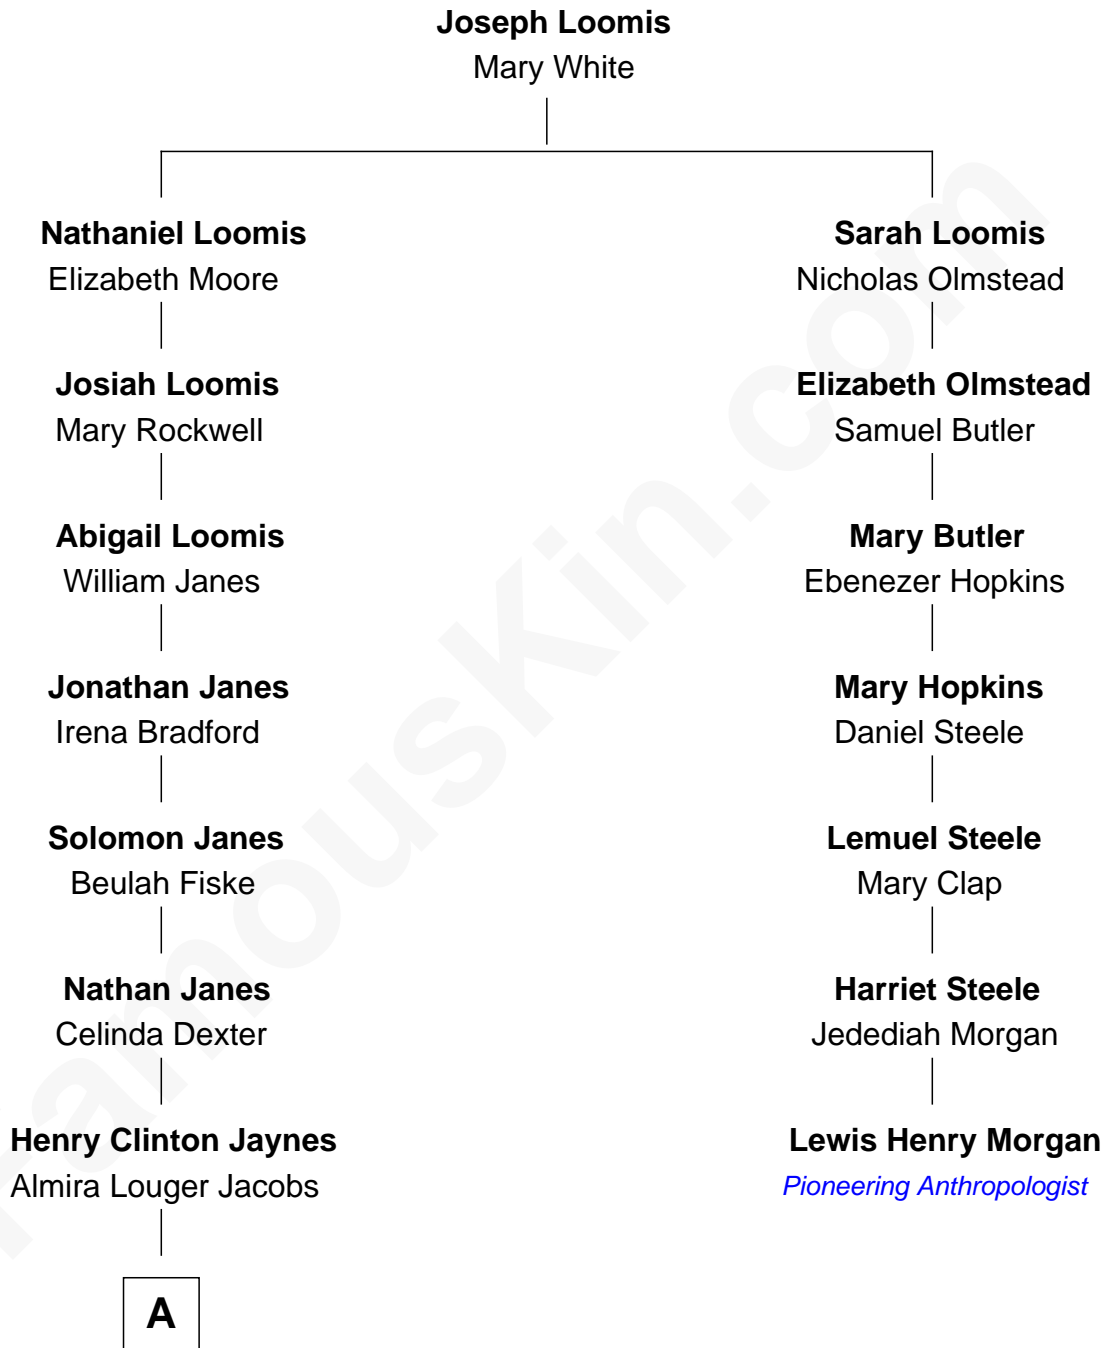 Joseph Loomis
Mary White
Nathaniel Loomis
Elizabeth Moore
Josiah Loomis
Mary Rockwell
Abigail Loomis
William Janes
Jonathan Janes
Irena Bradford
Solomon Janes
Beulah Fiske
Nathan Janes
Celinda Dexter
Henry Clinton Jaynes
Almira Louger Jacobs
A
Sarah Loomis
Nicholas Olmstead
Elizabeth Olmstead
Samuel Butler
Mary Butler
Ebenezer Hopkins
Mary Hopkins
Daniel Steele
Lemuel Steele
Mary Clap
Harriet Steele
Jedediah Morgan
Lewis Henry Morgan
Pioneering Anthropologist
FamousKin.com